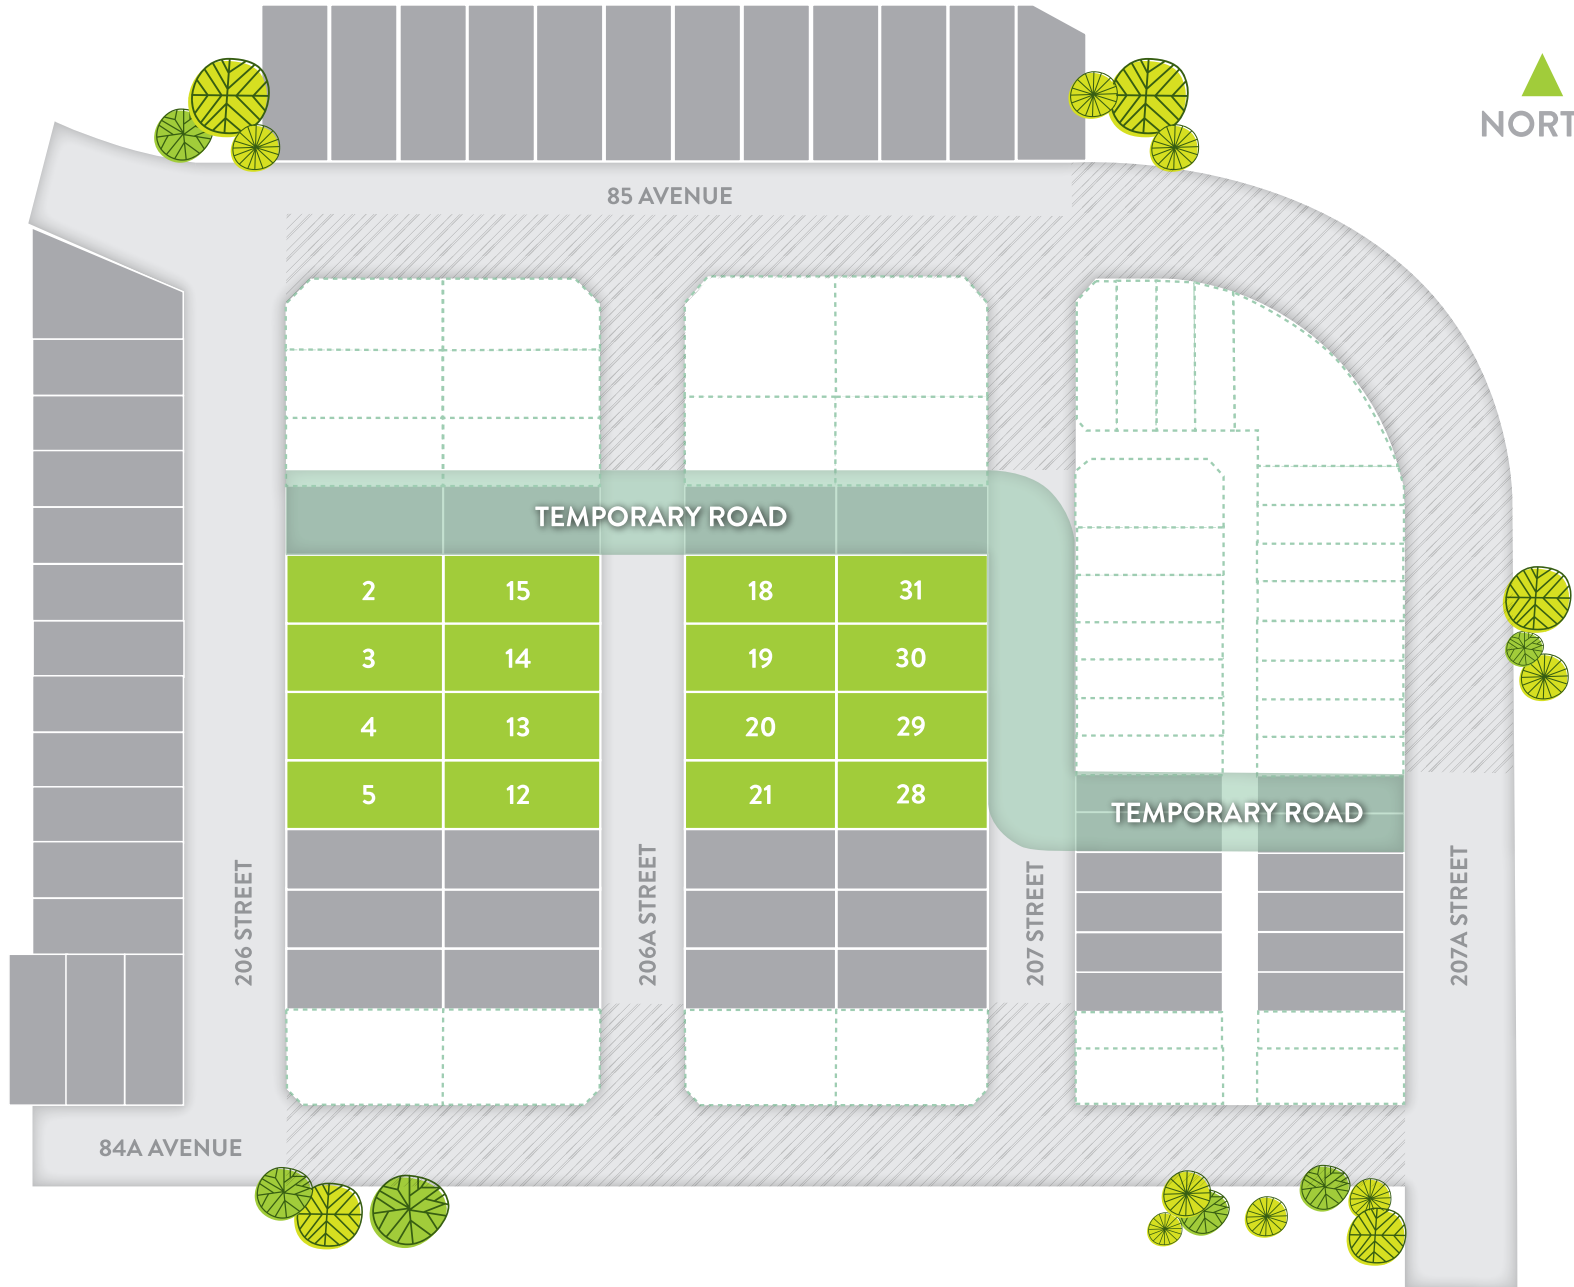 NORT
85 AVENUE
TEMPORARY ROAD
2 15 18 31
3 14 19 30
4 13 20 29
5 12 21 28
TEMPORARY ROAD
206 STREET
206A STREET
207 STREET
207A STREET
84A AVENUE